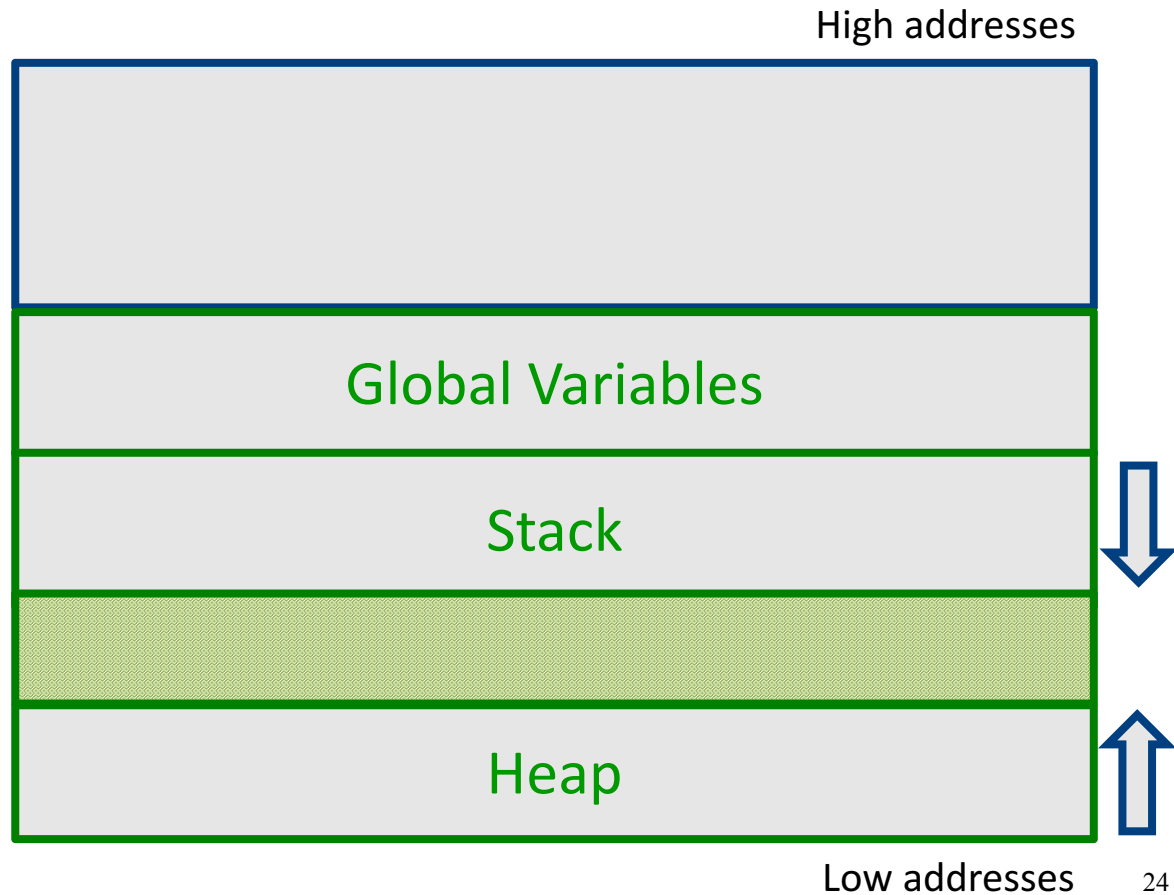 High addresses
Global Variables
Stack
Heap
Low addresses
24